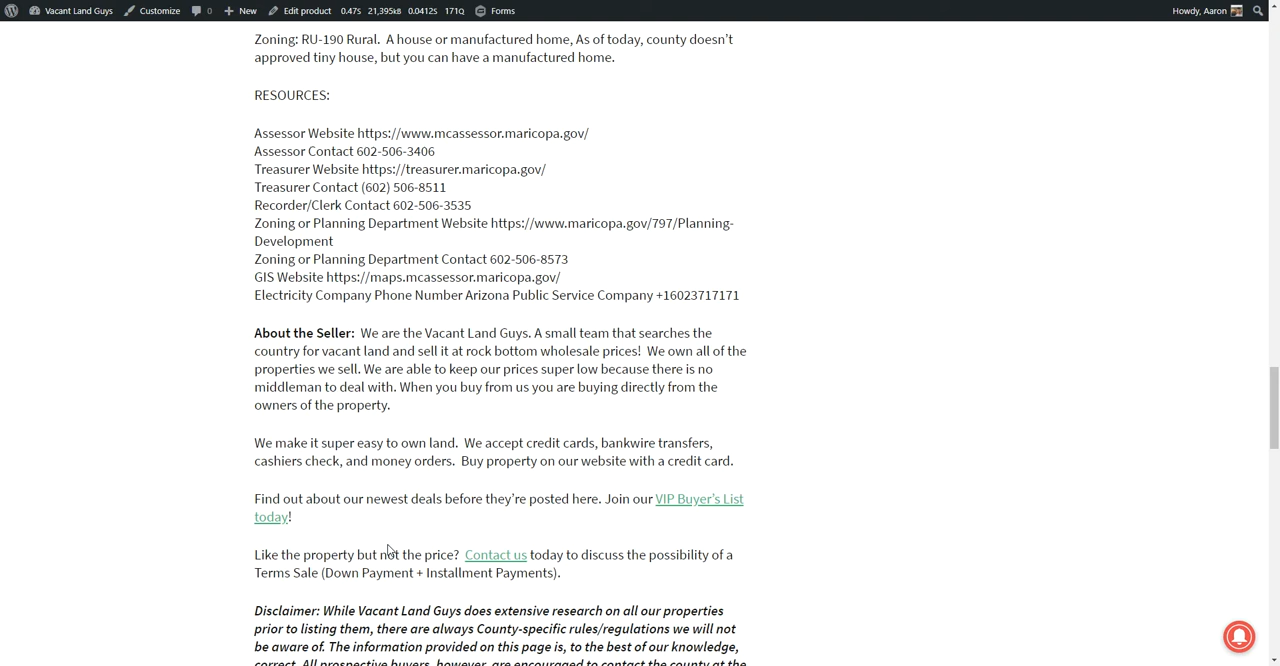 Vacant Land Guys Customize 0 New Edit product 0.47s 21,395kB 0.0412s 171Q Forms Howdy, Aaron
Zoning: RU-190 Rural. A house or manufactured home, As of today, county doesn't
approved tiny house, but you can have a manufactured home.
RESOURCES:
Assessor Website https://www.mcassessor.maricopa.gov/
Assessor Contact 602-506-3406
Treasurer Website https://treasurer.maricopa.gov/
Treasurer Contact (602) 506-8511
Recorder/Clerk Contact 602-506-3535
Zoning or Planning Department Website https://www.maricopa.gov/797/Planning-
Development
Zoning or Planning Department Contact 602-506-8573
GIS Website https://maps.mcassessor.maricopa.gov/
Electricity Company Phone Number Arizona Public Service Company +16023717171
About the Seller: We are the Vacant Land Guys. A small team that searches the
country for vacant land and sell it at rock bottom wholesale prices! We own all of the
properties we sell. We are able to keep our prices super low because there is no
middleman to deal with. When you buy from us you are buying directly from the
owners of the property.
We make it super easy to own land. We accept credit cards, bankwire transfers,
cashiers check, and money orders. Buy property on our website with a credit card.
Find out about our newest deals before they're posted here. Join our VIP Buyer's List
today!
Like the property but not the price? Contact us today to discuss the possibility of a
Terms Sale (Down Payment + Installment Payments).
Disclaimer: While Vacant Land Guys does extensive research on all our properties
prior to listing them, there are always County-specific rules/regulations we will not
be aware of. The information provided on this page is, to the best of our knowledge,
correct. All prospective buyers, however, are encouraged to contact the county at the